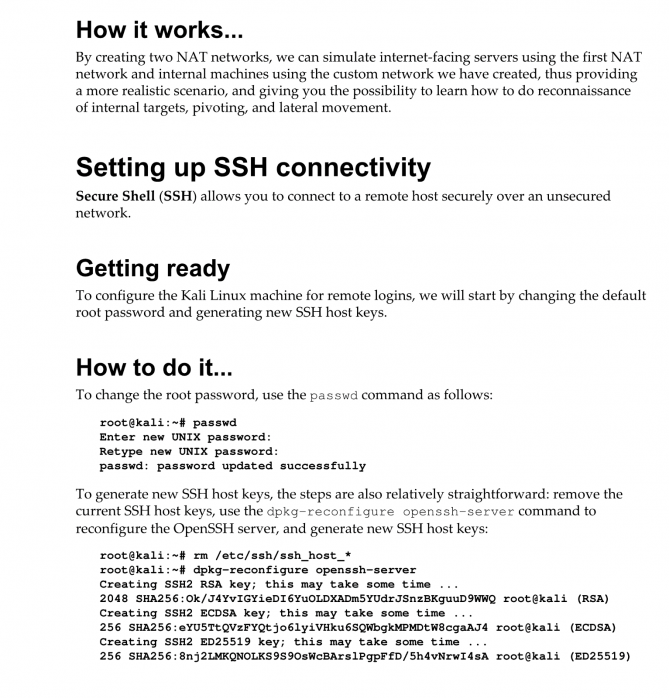 How it works...
By creating two NAT networks, we can simulate internet-facing servers using the first NAT
network and internal machines using the custom network we have created, thus providing
a more realistic scenario, and giving you the possibility to learn how to do reconnaissance
of internal targets, pivoting, and lateral movement.
Setting up SSH connectivity
Secure Shell (SSH) allows you to connect to a remote host securely over an unsecured
network.
Getting ready
To configure the Kali Linux machine for remote logins, we will start by changing the default
root password and generating new SSH host keys.
How to do it...
To change the root password, use the passwd command as follows:
root@kali:~# passwd
Enter new UNIX password:
Retype new UNIX password:
passwd: password updated successfully
To generate new SSH host keys, the steps are also relatively straightforward: remove the
current SSH host keys, use the dpkg-reconfigure openssh-server command to
reconfigure the OpenSSH server, and generate new SSH host keys:
root@kali:~# rm /etc/ssh/ssh_host_*
root@kali:~# dpkg-reconfigure openssh-server
Creating SSH2 RSA key; this may take some time ...
2048 SHA256:Ok/J4YvIGYieDI6YuOLDXADm5YUdrJSnzBKguuD9WWQ root@kali (RSA)
Creating SSH2 ECDSA key; this may take some time ...
256 SHA256:eYU5TtQVzFYQtjo6lyiVHku6SQWbgkMPMDtW8cgaAJ4 root@kali (ECDSA)
Creating SSH2 ED25519 key; this may take some time ...
256 SHA256:8nj2LMKQNOLKS9S9OsWcBArslPgpFfD/5h4vNrwI4sA root@kali (ED25519)